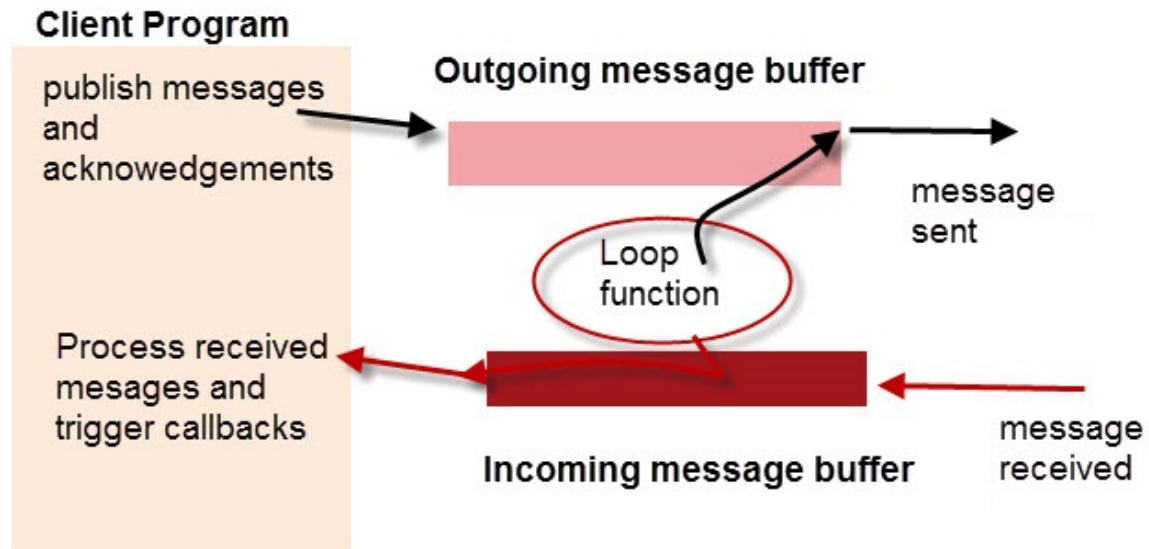 Client Program
publish messages
and
acknowedgements
Outgoing message buffer
message
sent
Loop
function
Process received
mesages and
trigger callbacks
message
received
Incoming message buffer